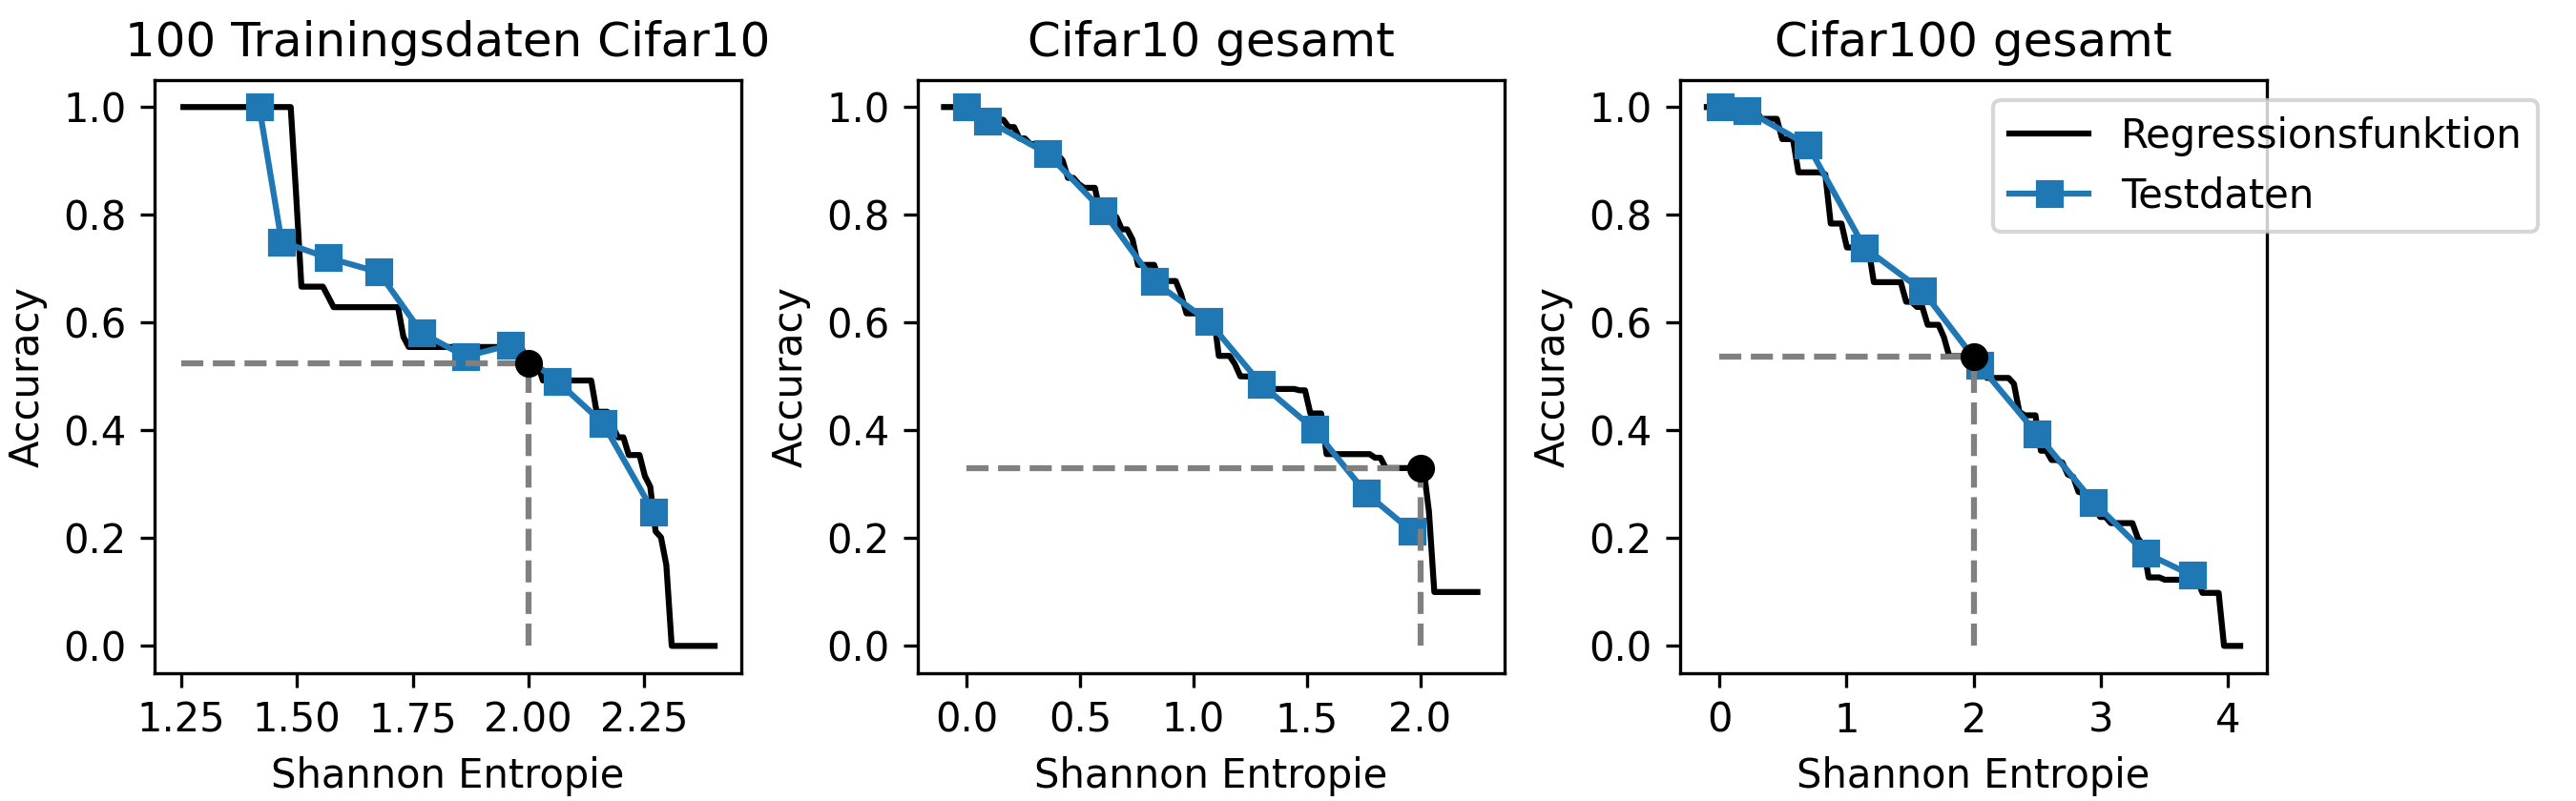 100 Trainingsdaten Cifar10
Accuracy
1.0
0.8
0.6
0.4
0.2
0.0
1.25 1.50 1.75 2.00 2.25
Shannon Entropie
Cifar10 gesamt
Accuracy
1.0
0.8
0.6
0.4
0.2
0.0
0.0 0.5 1.0 1.5 2.0
Shannon Entropie
Cifar100 gesamt
Accuracy
1.0
0.8
0.6
0.4
0.2
0.0
0 1 2 3 4
Shannon Entropie
Regressionsfunktion
Testdaten